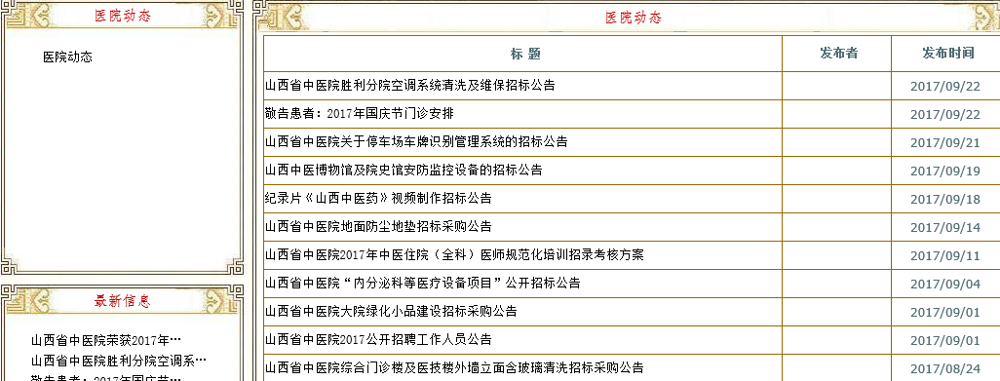 医院动态
医院动态
最新信息
山西省中医院荣获2017年…
山西省中医院胜利分院空调系…
敬告患者：2017年国庆节…
医院动态
标 题 发布者 发布时间
山西省中医院胜利分院空调系统清洗及维保招标公告 2017/09/22
敬告患者：2017年国庆节门诊安排 2017/09/22
山西省中医院关于停车场车牌识别管理系统的招标公告 2017/09/21
山西中医博物馆及院史馆安防监控设备的招标公告 2017/09/19
纪录片《山西中医药》视频制作招标公告 2017/09/18
山西省中医院地面防尘地垫招标采购公告 2017/09/14
山西省中医院2017年中医住院（全科）医师规范化培训招录考核方案 2017/09/11
山西省中医院“内分泌科等医疗设备项目”公开招标公告 2017/09/04
山西省中医院大院绿化小品建设招标采购公告 2017/09/01
山西省中医院2017公开招聘工作人员公告 2017/09/01
山西省中医院综合门诊楼及医技楼外墙立面含玻璃清洗招标采购公告 2017/08/24